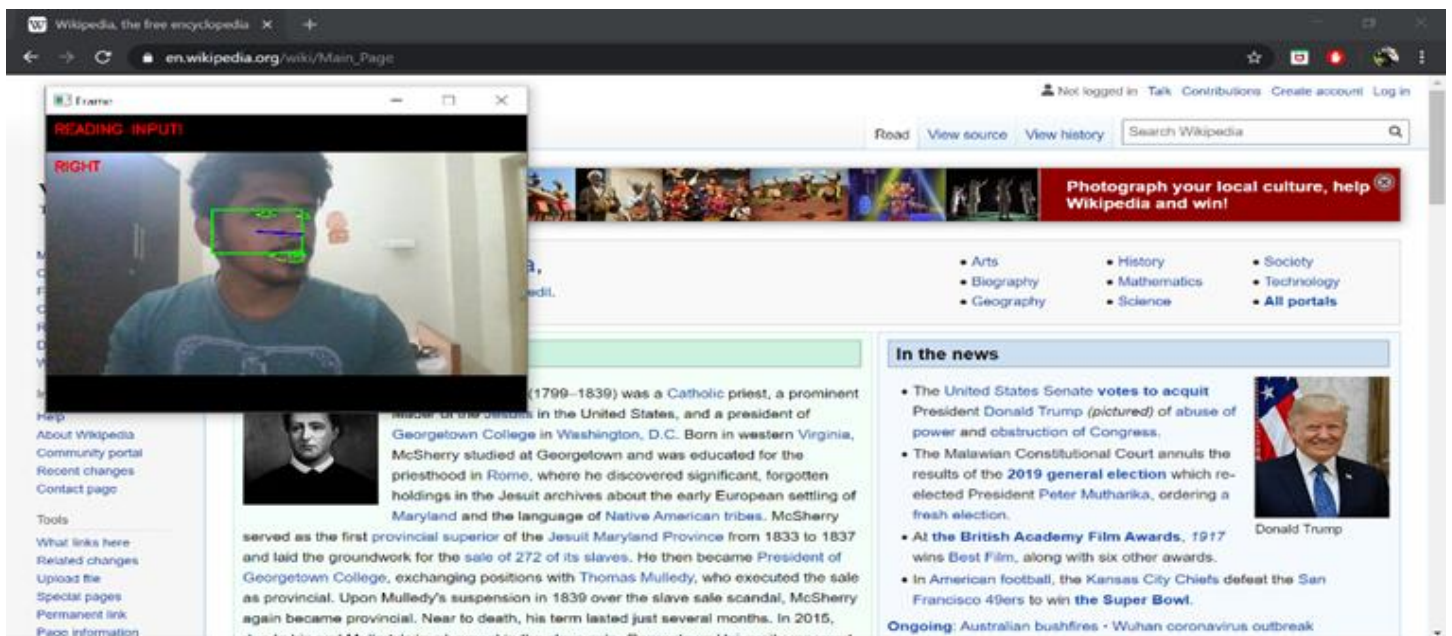 Wikipedia, the free encyclopedia
en.wikipedia.org/wiki/Main_Page
Not logged in Talk Contributions Create account Log in
Frame
READING INPUT!
RIGHT
Read View source View history Search Wikipedia
Photograph your local culture, help
Wikipedia and win!
Arts
Biography
Geography
History
Mathematics
Science
Society
Technology
All portals
Help
About Wikipedia
Community portal
Recent changes
Contact page
Tools
What links here
Related changes
Upload file
Special pages
Permanent link
Page information
(1799–1839) was a Catholic priest, a prominent
leader of the Jesuits in the United States, and a president of
Georgetown College in Washington, D.C. Born in western Virginia,
McSherry studied at Georgetown and was educated for the
priesthood in Rome, where he discovered significant, forgotten
holdings in the Jesuit archives about the early European settling of
Maryland and the language of Native American tribes. McSherry
served as the first provincial superior of the Jesuit Maryland Province from 1833 to 1837
and laid the groundwork for the sale of 272 of its slaves. He then became President of
Georgetown College, exchanging positions with Thomas Mulledy, who executed the sale
as provincial. Upon Mulledy's suspension in 1839 over the slave sale scandal, McSherry
again became provincial. Near to death, his term lasted just several months. In 2015,
In the news
The United States Senate votes to acquit
President Donald Trump (pictured) of abuse of
power and obstruction of Congress.
The Malawian Constitutional Court annuls the
results of the 2019 general election which re-
elected President Peter Mutharika, ordering a
fresh election.
At the British Academy Film Awards, 1917
wins Best Film, along with six other awards.
In American football, the Kansas City Chiefs defeat the San
Francisco 49ers to win the Super Bowl.
Donald Trump
Ongoing: Australian bushfires · Wuhan coronavirus outbreak